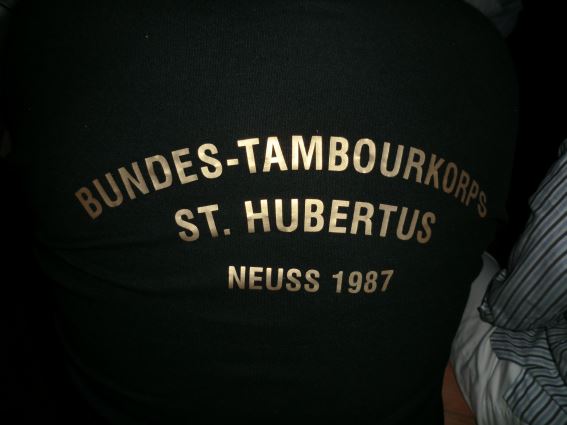 BUNDES-TAMBOURKORPS
ST. HUBERTUS
NEUSS 1987